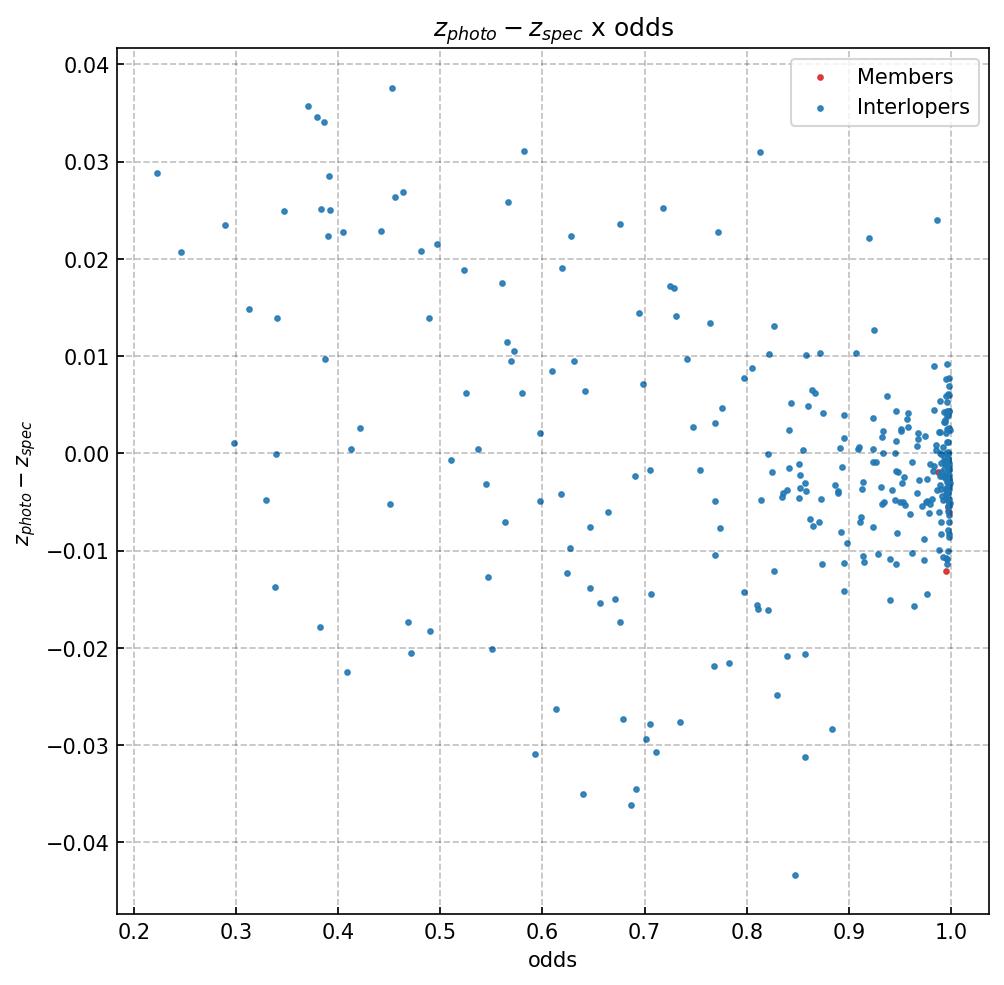 z_photo − z_spec x odds
Members
Interlopers
0.04
0.03
0.02
0.01
0.00
−0.01
−0.02
−0.03
−0.04
z_photo − z_spec
0.2 0.3 0.4 0.5 0.6 0.7 0.8 0.9 1.0
odds